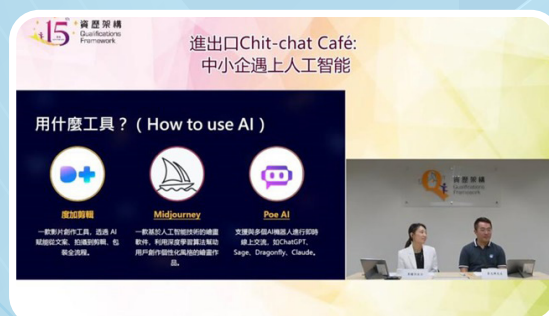 15
資歷架構
Qualifications
Framework
進出口Chit-chat Café:
中小企遇上人工智能
用什麼工具？（How to use AI）
度加剪輯
一款影片創作工具，透過 AI
賦能從文案、拍攝到剪輯，包
裝全流程。
Midjourney
一款基於人工智能技術的繪畫
軟件，利用深度學習算法幫助
用戶創作個性化風格的繪畫作
品。
Poe AI
支援與多個AI機器人進行即時
線上交流，如ChatGPT、
Sage、Dragonfly、Claude。
資歷架構
Qualifications
Framework